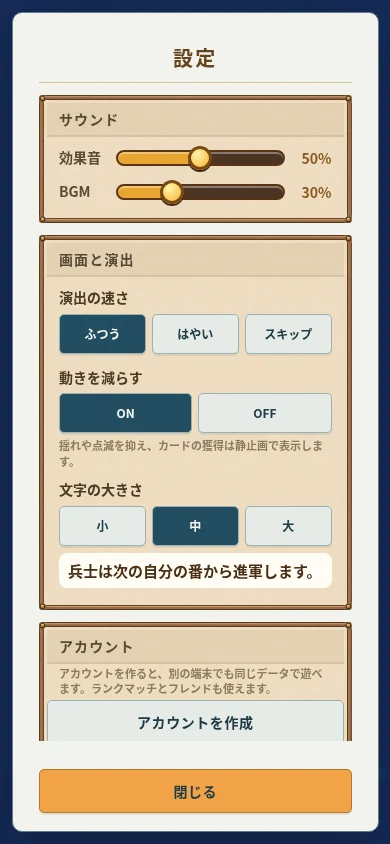 設定
サウンド
効果音 50%
BGM 30%
画面と演出
演出の速さ
ふつう はやい スキップ
動きを減らす
ON OFF
揺れや点滅を抑え、カードの獲得は静止画で表示しま
す。
文字の大きさ
小 中 大
兵士は次の自分の番から進軍します。
アカウント
アカウントを作ると、別の端末でも同じデータで遊べ
ます。ランクマッチとフレンドも使えます。
アカウントを作成
閉じる